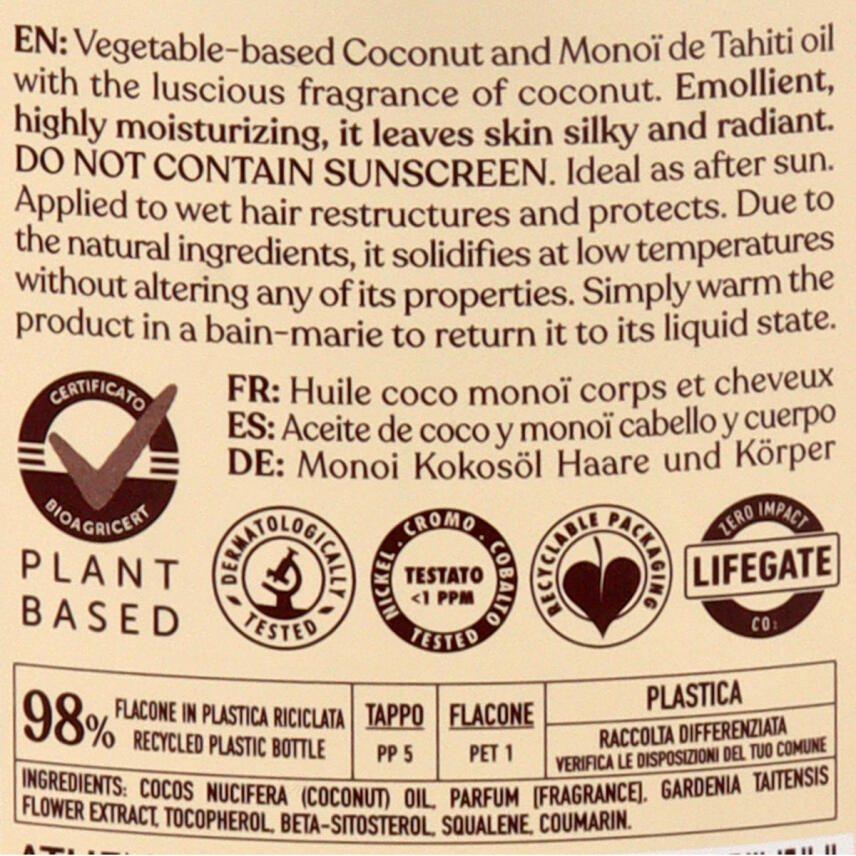 EN: Vegetable-based Coconut and Monoï de Tahiti oil
with the luscious fragrance of coconut. Emollient,
highly moisturizing, it leaves skin silky and radiant.
DO NOT CONTAIN SUNSCREEN. Ideal as after sun.
Applied to wet hair restructures and protects. Due to
the natural ingredients, it solidifies at low temperatures
without altering any of its properties. Simply warm the
product in a bain-marie to return it to its liquid state.
FR: Huile coco monoï corps et cheveux
ES: Aceite de coco y monoï cabello y cuerpo
DE: Monoi Kokosöl Haare und Körper
CERTIFICATO
BIOAGRICERT
PLANT
BASED
DERMATOLOGICALLY
TESTED
NICKEL . CROMO . COBALTO
TESTATO
<1 PPM
TESTED
RECYCLABLE PACKAGING
ZERO IMPACT
LIFEGATE
CO2
98% FLACONE IN PLASTICA RICICLATA
RECYCLED PLASTIC BOTTLE
TAPPO
PP 5
FLACONE
PET 1
PLASTICA
RACCOLTA DIFFERENZIATA
VERIFICA LE DISPOSIZIONI DEL TUO COMUNE
INGREDIENTS: COCOS NUCIFERA (COCONUT) OIL, PARFUM [FRAGRANCE], GARDENIA TAITENSIS
FLOWER EXTRACT, TOCOPHEROL, BETA-SITOSTEROL, SQUALENE, COUMARIN.